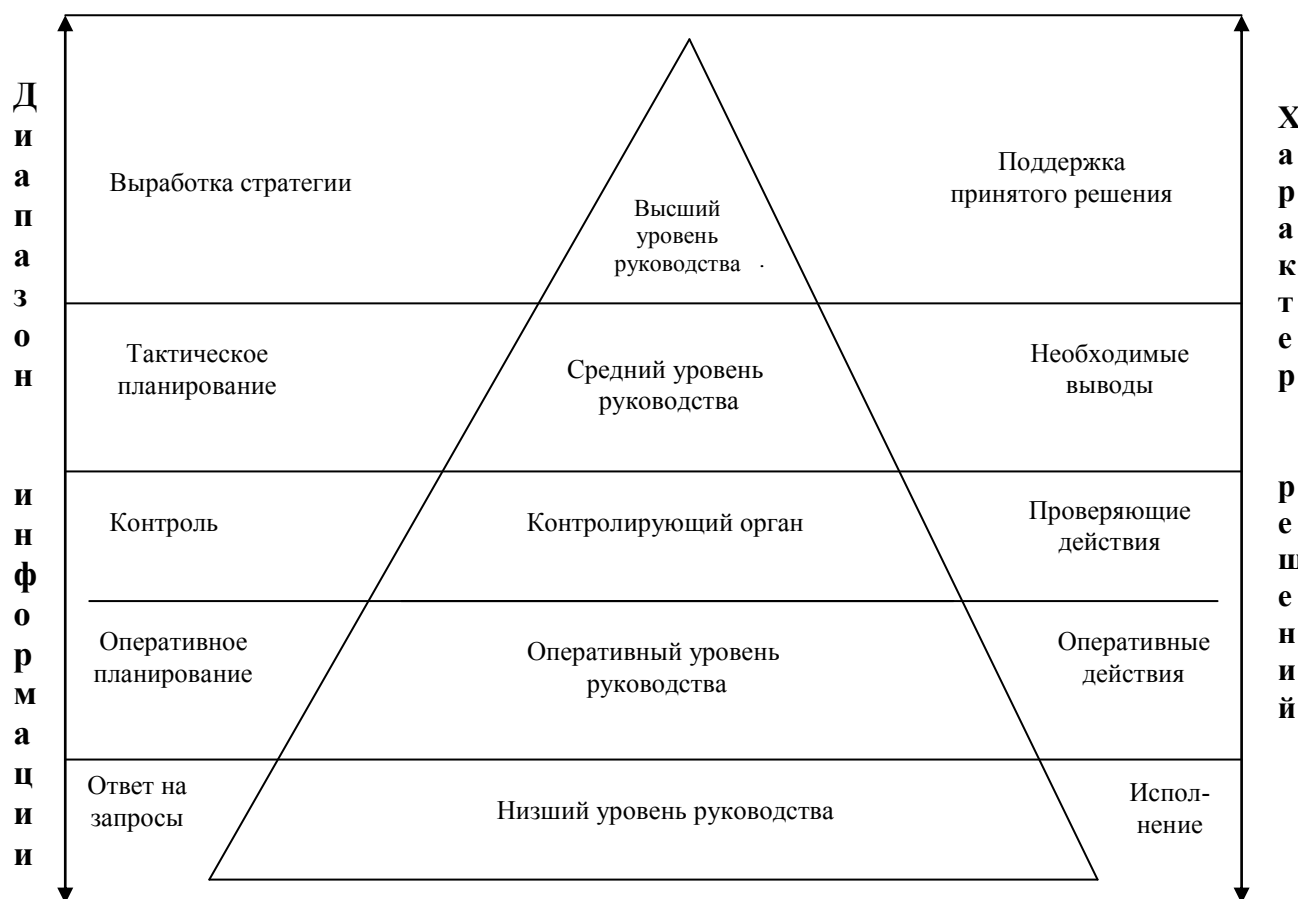 Диапазон информации
Выработка стратегии
Высший
уровень
руководства .
Поддержка
принятого решения
Тактическое
планирование
Средний уровень
руководства
Необходимые
выводы
Контроль
Контролирующий орган
Проверяющие
действия
Оперативное
планирование
Оперативный уровень
руководства
Оперативные
действия
Ответ на
запросы
Низший уровень руководства
Испол-
нение
Характер решений